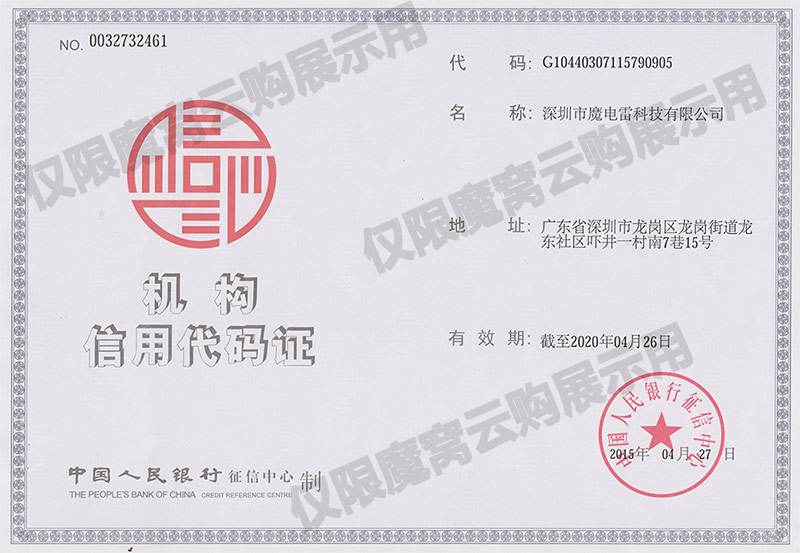 NO. 0032732461
代 码: G10440307115790905
名 称: 深圳市魔电雷科技有限公司
地 址: 广东省深圳市龙岗区龙岗街道龙
东社区吓井一村南7巷15号
机构
信用代码证
有 效 期: 截至2020年04月26日
中国人民银行征信中心
2015年 04月 27日
中国人民银行 征信中心 制
THE PEOPLE'S BANK OF CHINA CREDIT REFERENCE CENTRE
仅限魔窝云购展示用
仅限魔窝云购展示用
仅限魔窝云购展示用